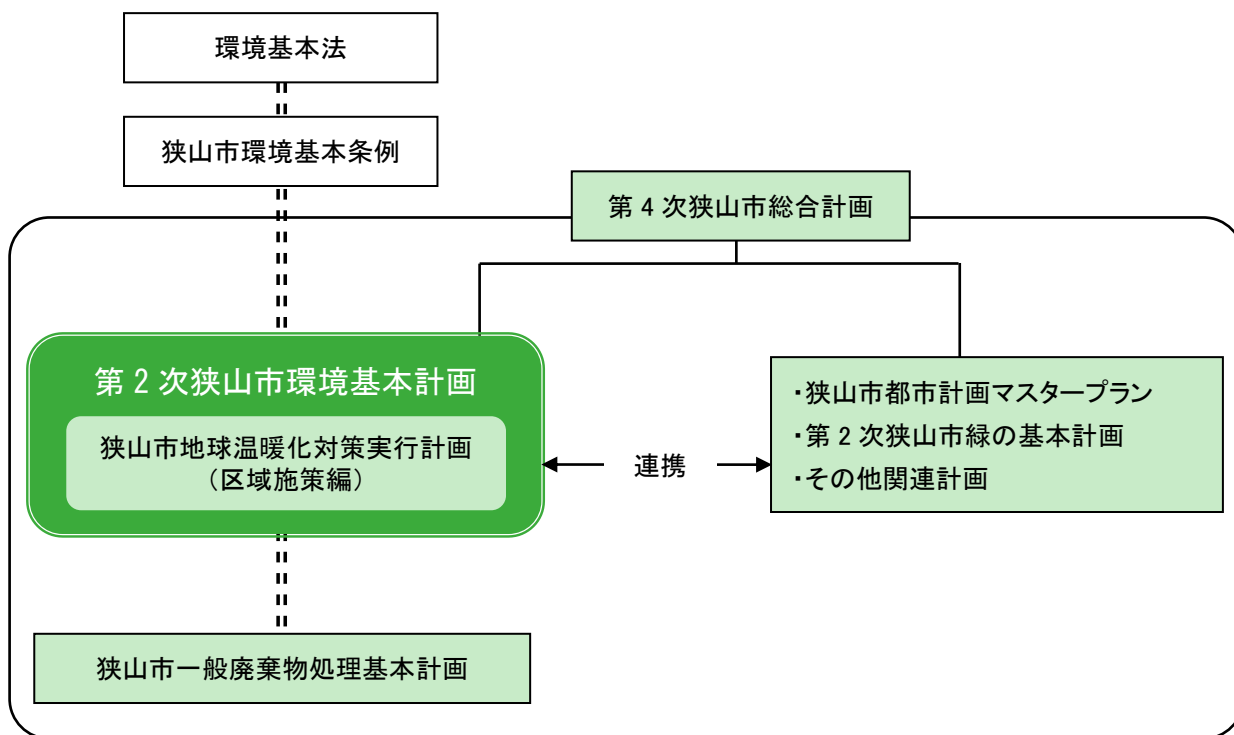 環境基本法
狭山市環境基本条例
第4次狭山市総合計画
第2次狭山市環境基本計画
狭山市地球温暖化対策実行計画
（区域施策編）
連携
・狭山市都市計画マスタープラン
・第2次狭山市緑の基本計画
・その他関連計画
狭山市一般廃棄物処理基本計画